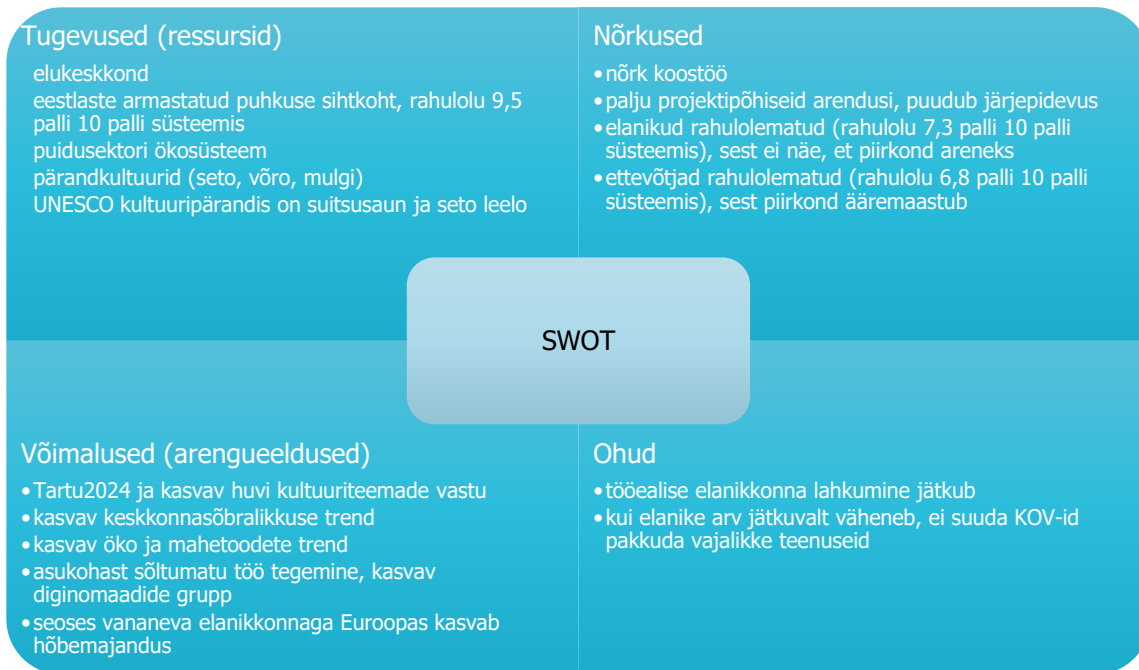 Tugevused (ressursid)
elukeskkond
eestlaste armastatud puhkuse sihtkoht, rahulolu 9,5
palli 10 palli süsteemis
puidusektori ökosüsteem
pärandkultuurid (seto, võro, mulgi)
UNESCO kultuuripärandis on suitsusaun ja seto leelo
Nõrkused
•nõrk koostöö
•palju projektipõhiseid arendusi, puudub järjepidevus
•elanikud rahulolematud (rahulolu 7,3 palli 10 palli
süsteemis), sest ei näe, et piirkond areneks
•ettevõtjad rahulolematud (rahulolu 6,8 palli 10 palli
süsteemis), sest piirkond ääremaastub
SWOT
Võimalused (arengueeldused)
•Tartu2024 ja kasvav huvi kultuuriteemade vastu
•kasvav keskkonnasõbralikkuse trend
•kasvav öko ja mahetoodete trend
•asukohast sõltumatu töö tegemine, kasvav
diginomaadide grupp
•seoses vananeva elanikkonnaga Euroopas kasvab
hõbemajandus
Ohud
•tööealise elanikkonna lahkumine jätkub
•kui elanike arv jätkuvalt väheneb, ei suuda KOV-id
pakkuda vajalikke teenuseid